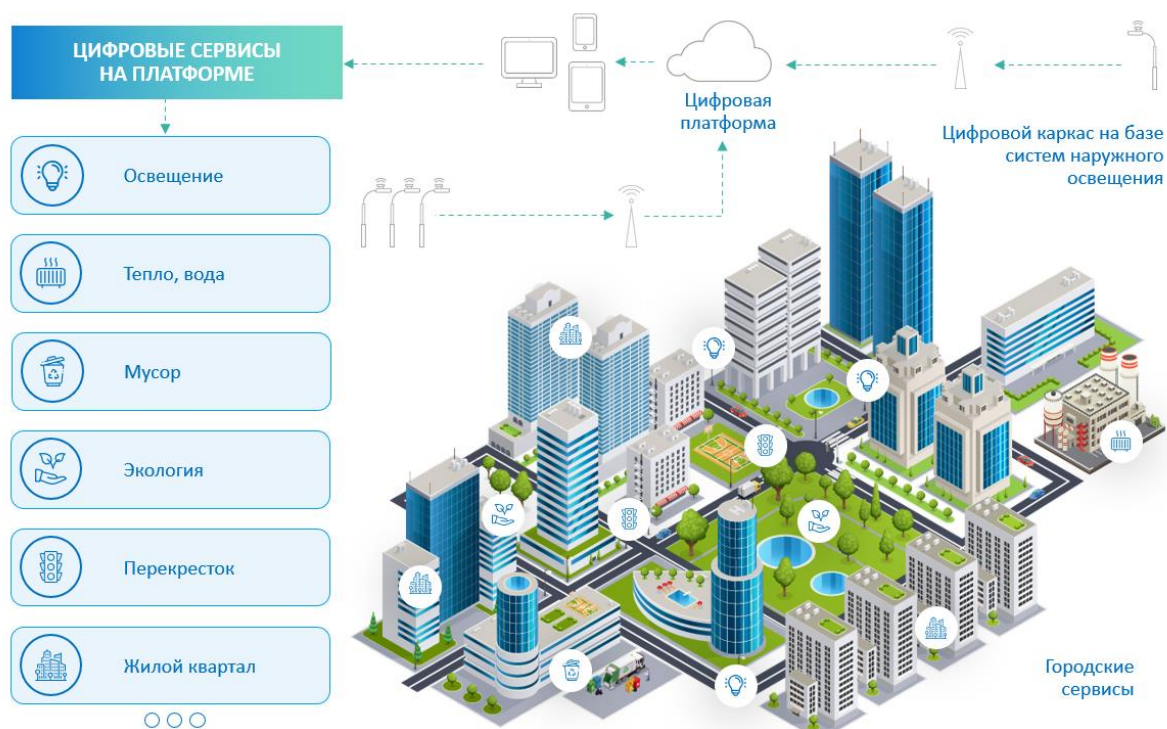 ЦИФРОВЫЕ СЕРВИСЫ
НА ПЛАТФОРМЕ
Освещение
Тепло, вода
Мусор
Экология
Перекресток
Жилой квартал
Цифровая
платформа
Цифровой каркас на базе
систем наружного
освещения
Городские
сервисы